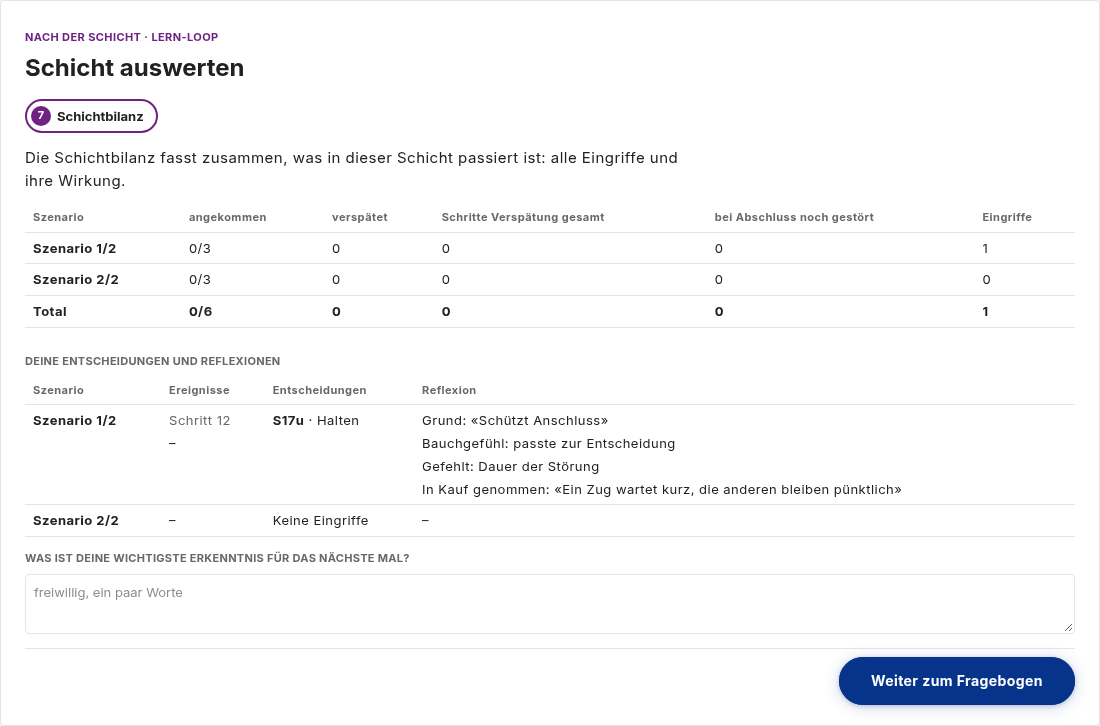 NACH DER SCHICHT · LERN-LOOP
Schicht auswerten
7 Schichtbilanz
Die Schichtbilanz fasst zusammen, was in dieser Schicht passiert ist: alle Eingriffe und
ihre Wirkung.
Szenario angekommen verspätet Schritte Verspätung gesamt bei Abschluss noch gestört Eingriffe
Szenario 1/2 0/3 0 0 0 1
Szenario 2/2 0/3 0 0 0 0
Total 0/6 0 0 0 1
DEINE ENTSCHEIDUNGEN UND REFLEXIONEN
Szenario Ereignisse Entscheidungen Reflexion
Szenario 1/2 Schritt 12 S17u · Halten Grund: «Schützt Anschluss»
– Bauchgefühl: passte zur Entscheidung
Gefehlt: Dauer der Störung
In Kauf genommen: «Ein Zug wartet kurz, die anderen bleiben pünktlich»
Szenario 2/2 – Keine Eingriffe –
WAS IST DEINE WICHTIGSTE ERKENNTNIS FÜR DAS NÄCHSTE MAL?
freiwillig, ein paar Worte
Weiter zum Fragebogen